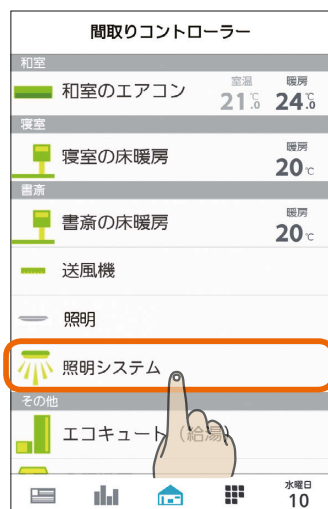 間取りコントローラー
和室
和室のエアコン 室温 21.0℃ 暖房 24.0℃
寝室
寝室の床暖房 暖房 20℃
書斎
書斎の床暖房 暖房 20℃
送風機
照明
照明システム
その他
エコキュート（給湯）
水曜日
10